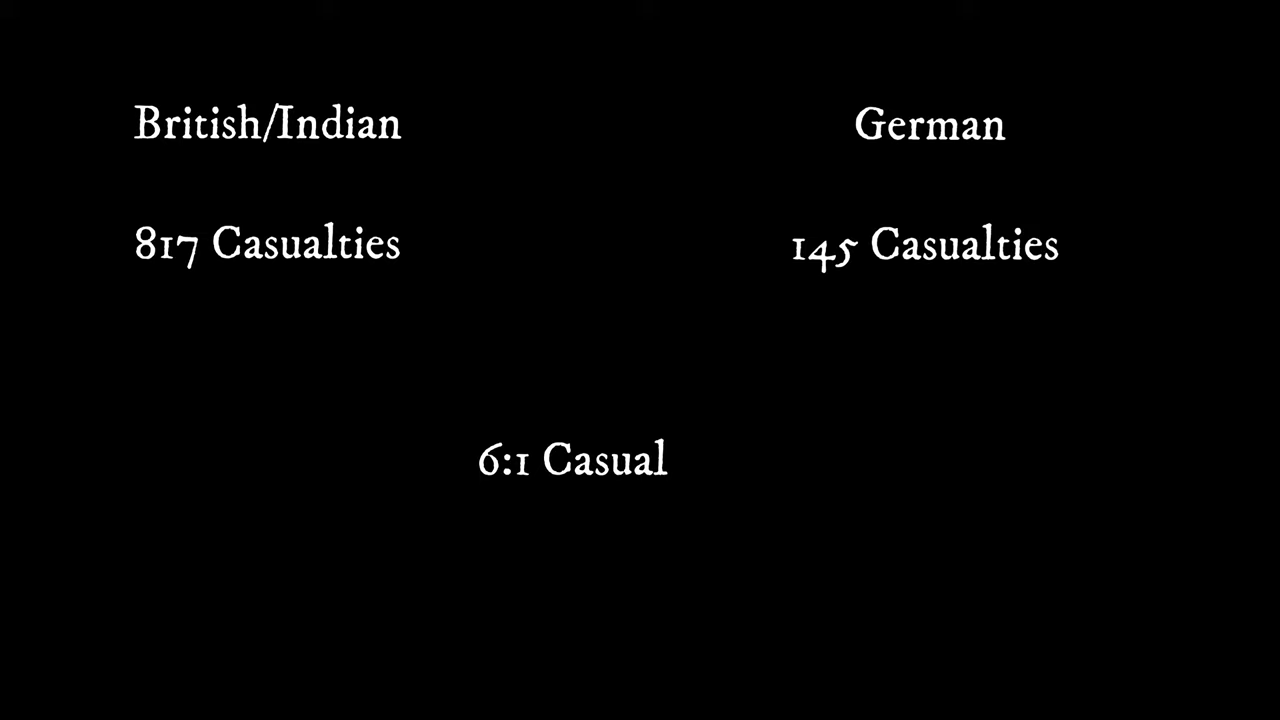 British/Indian
German
817 Casualties
145 Casualties
6:1 Casual